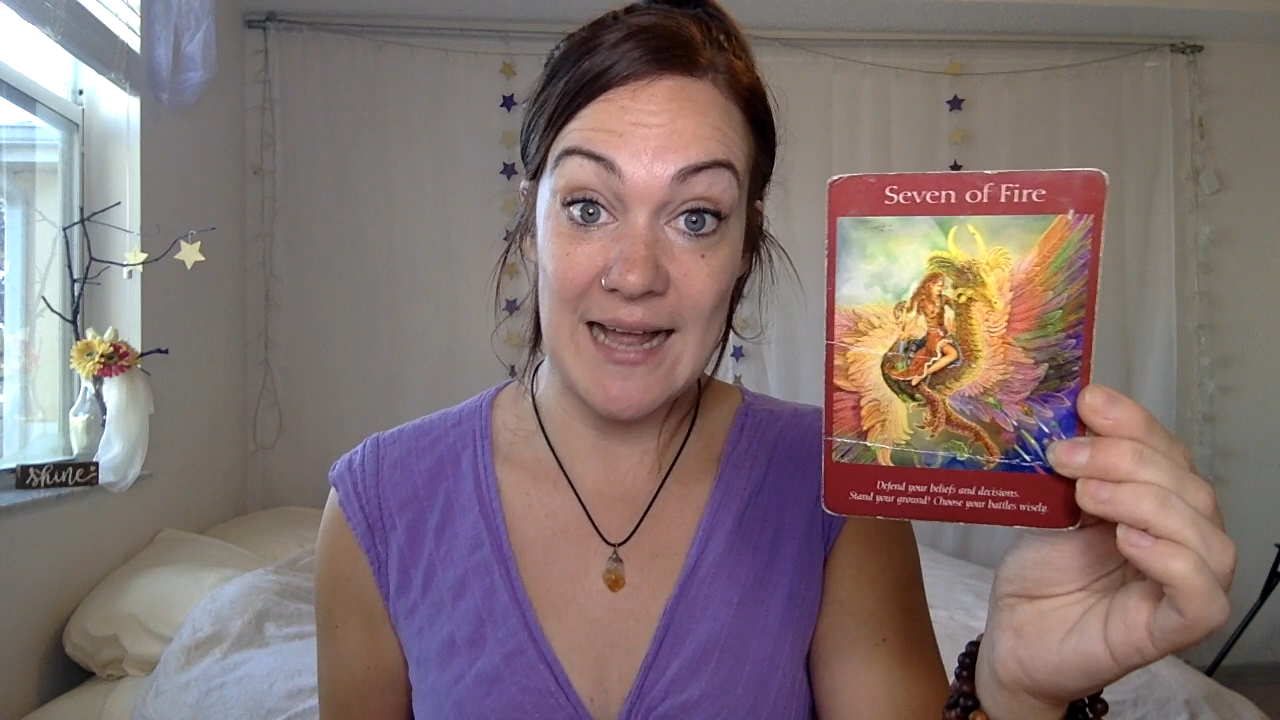 Seven of Fire
Defend your beliefs and decisions.
Stand your ground! Choose your battles wisely.
shine